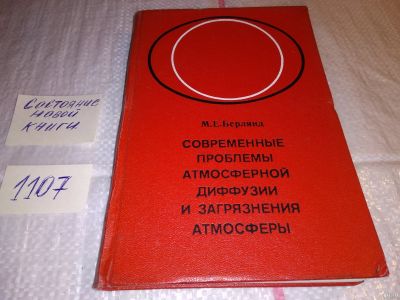 Состояние
новой
книги
1107
М.Е.Берлянд
СОВРЕМЕННЫЕ
ПРОБЛЕМЫ
АТМОСФЕРНОЙ
ДИФФУЗИИ
И ЗАГРЯЗНЕНИЯ
АТМОСФЕРЫ